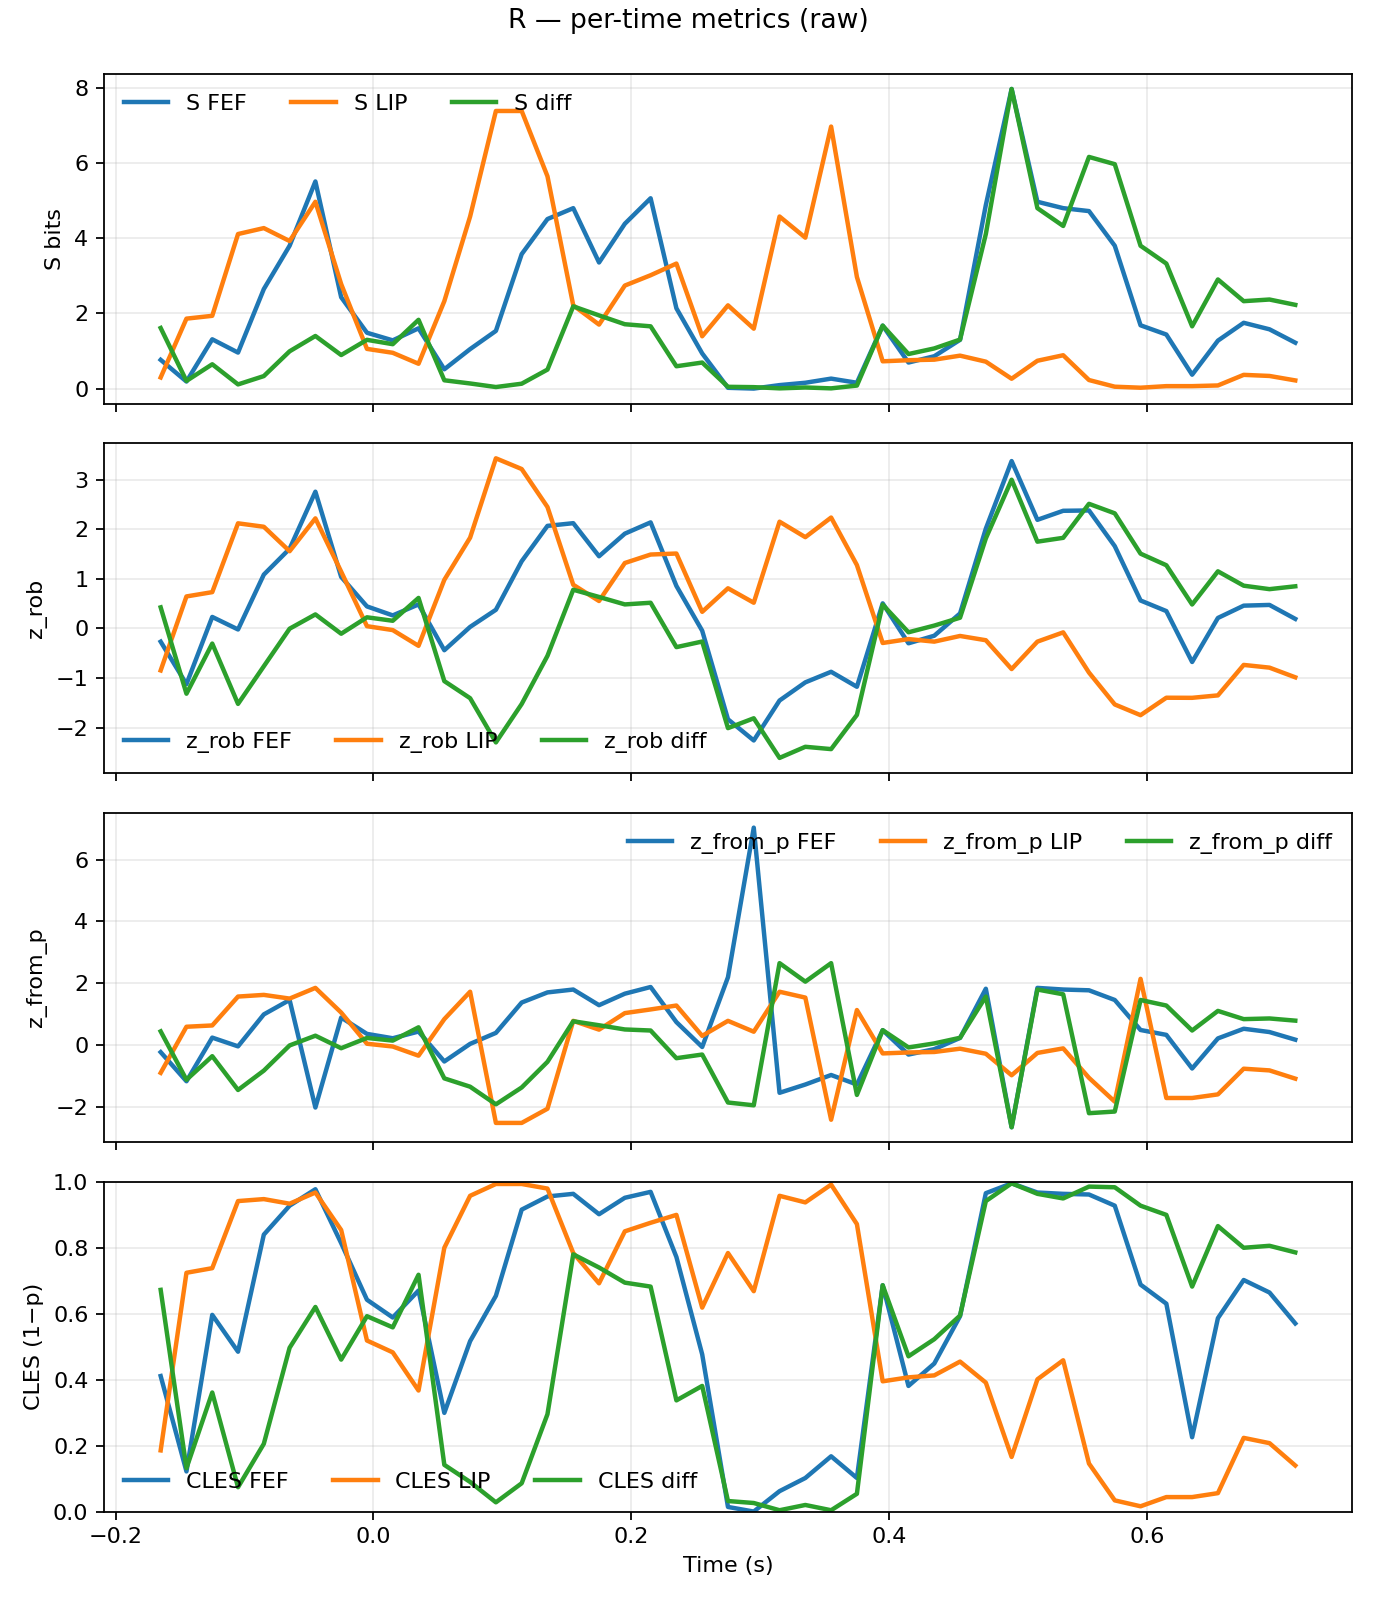 R — per-time metrics (raw)
S FEF S LIP S diff
8
6
4
2
0
S bits
3
2
1
0
−1
−2
z_rob
z_rob FEF z_rob LIP z_rob diff
z_from_p FEF z_from_p LIP z_from_p diff
6
4
2
0
−2
z_from_p
1.0
0.8
0.6
0.4
0.2
0.0
CLES (1−p)
CLES FEF CLES LIP CLES diff
−0.2 0.0 0.2 0.4 0.6
Time (s)